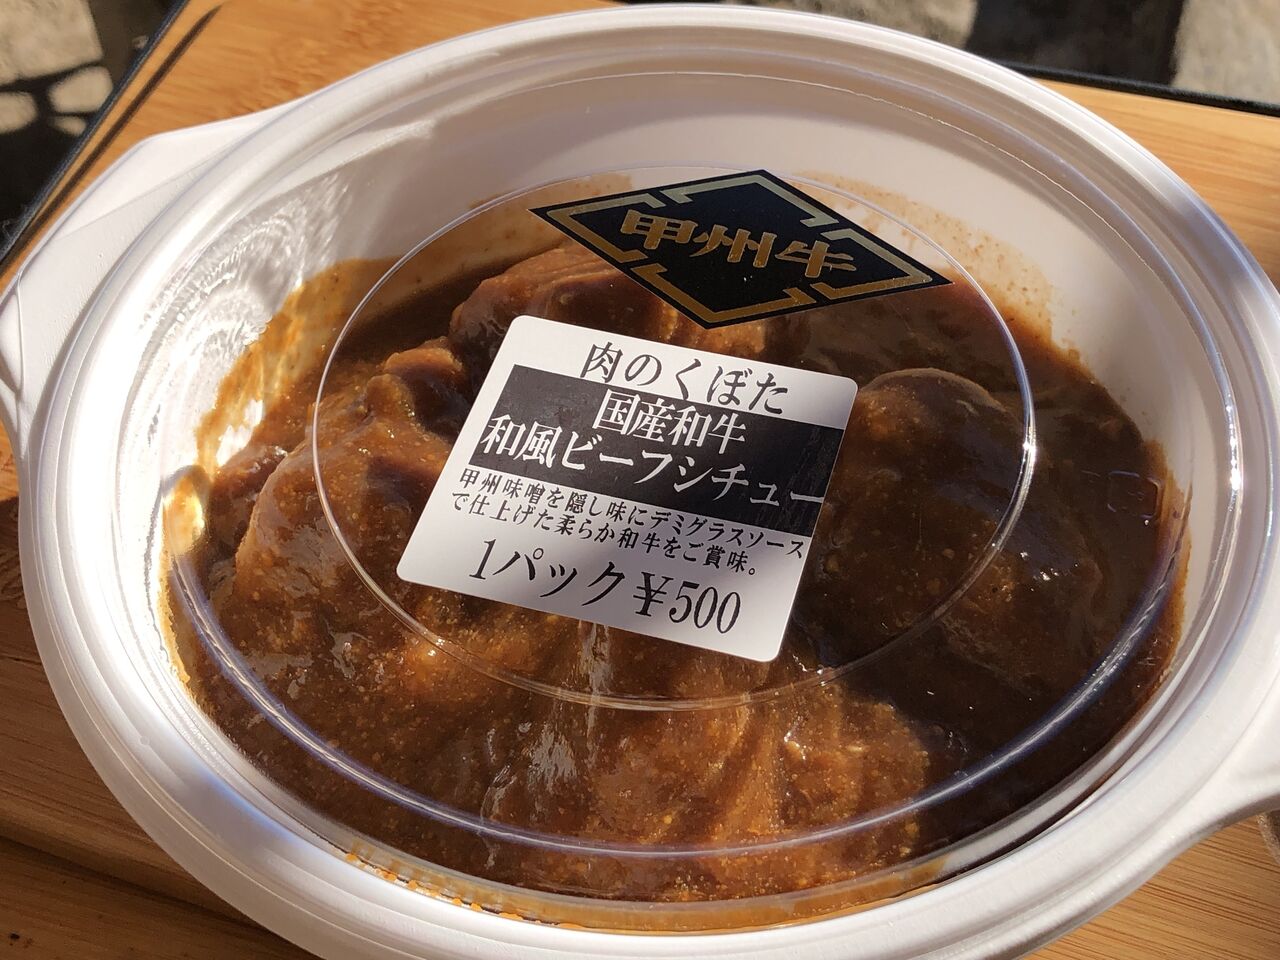 甲州牛
肉のくぼた
国産和牛
和風ビーフシチュー
甲州味噌を隠し味にデミグラスソース
で仕上げた柔らか和牛をご賞味。
1パック¥500